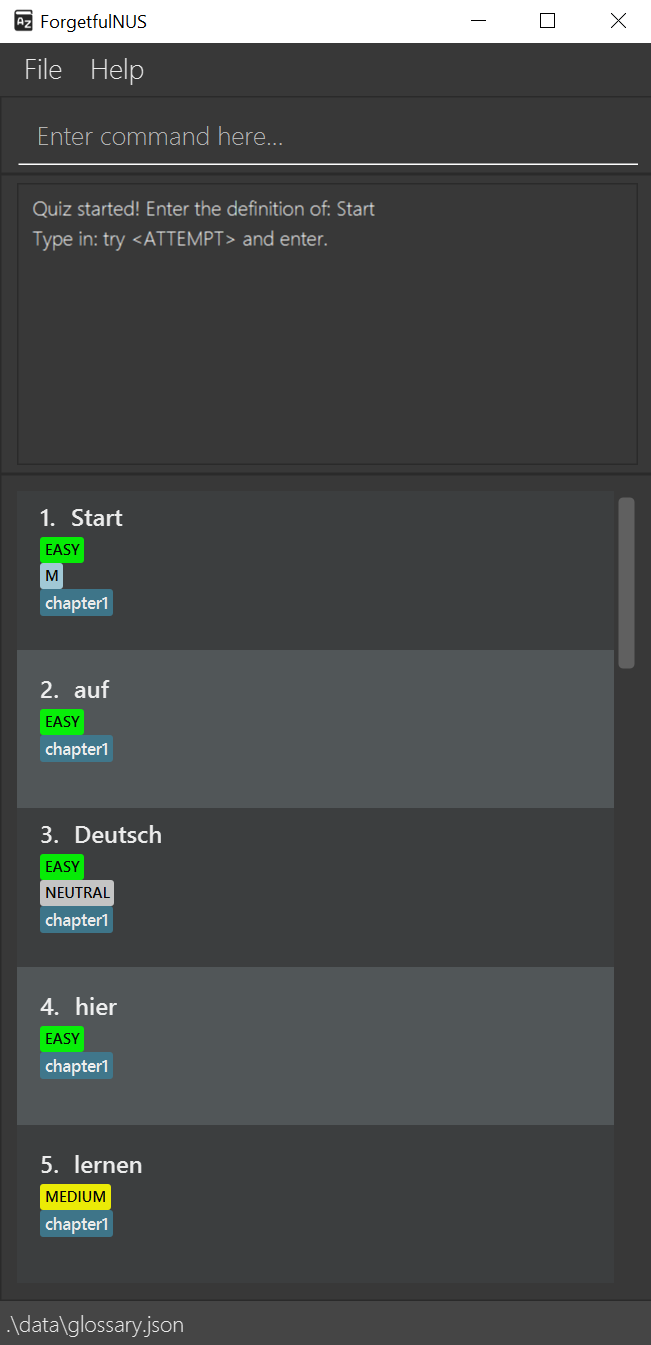 ForgetfulNUS
File Help
Enter command here...
Quiz started! Enter the definition of: Start
Type in: try <ATTEMPT> and enter.
1. Start
EASY
M
chapter1
2. auf
EASY
chapter1
3. Deutsch
EASY
NEUTRAL
chapter1
4. hier
EASY
chapter1
5. lernen
MEDIUM
chapter1
.\data\glossary.json